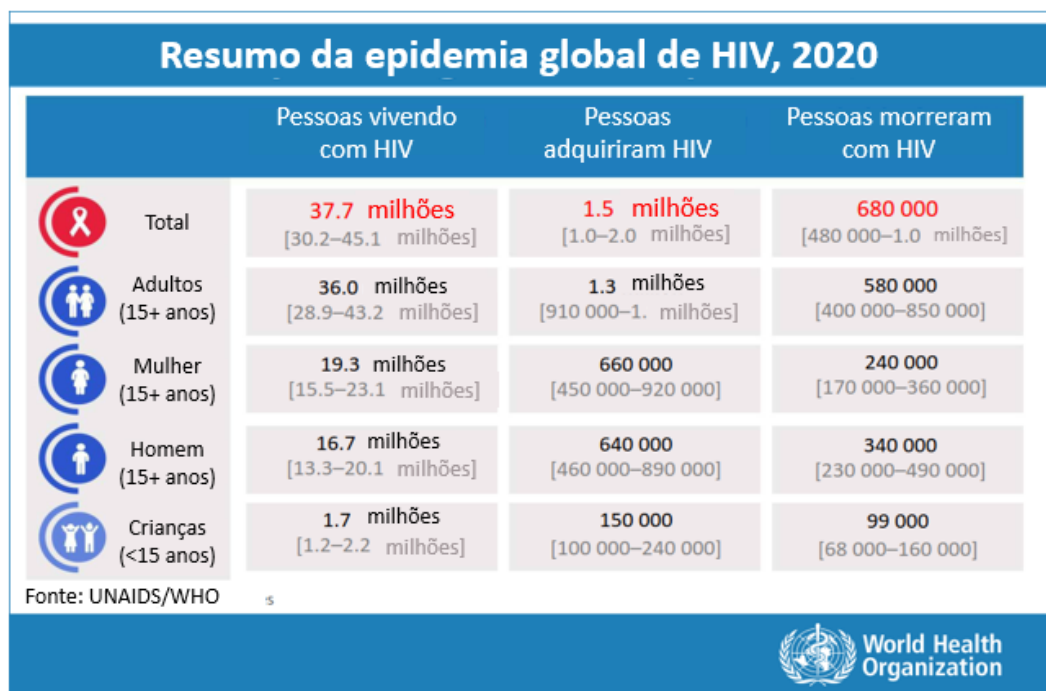 Resumo da epidemia global de HIV, 2020
Pessoas vivendo com HIV
Pessoas adquiriram HIV
Pessoas morreram com HIV
Total
37.7 milhões
[30.2–45.1 milhões]
1.5 milhões
[1.0–2.0 milhões]
680 000
[480 000–1.0 milhões]
Adultos
(15+ anos)
36.0 milhões
[28.9–43.2 milhões]
1.3 milhões
[910 000–1. milhões]
580 000
[400 000–850 000]
Mulher
(15+ anos)
19.3 milhões
[15.5–23.1 milhões]
660 000
[450 000–920 000]
240 000
[170 000–360 000]
Homem
(15+ anos)
16.7 milhões
[13.3–20.1 milhões]
640 000
[460 000–890 000]
340 000
[230 000–490 000]
Crianças
(<15 anos)
1.7 milhões
[1.2–2.2 milhões]
150 000
[100 000–240 000]
99 000
[68 000–160 000]
Fonte: UNAIDS/WHO
World Health
Organization